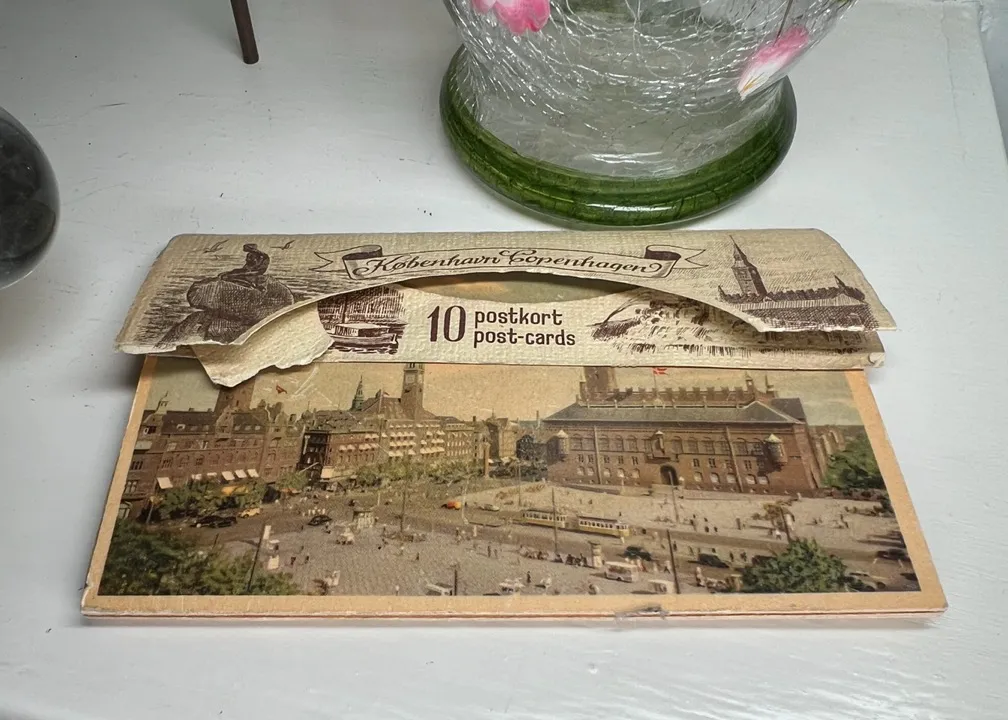 København Copenhagen
10 postkort
post-cards